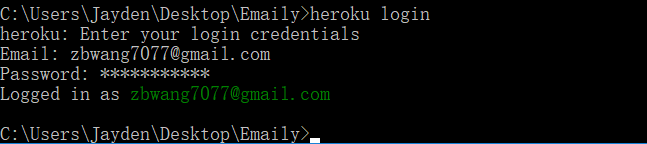 C:\Users\Jayden\Desktop\Emaily>heroku login
heroku: Enter your login credentials
Email: zbwang7077@gmail.com
Password: ***********
Logged in as zbwang7077@gmail.com
C:\Users\Jayden\Desktop\Emaily>